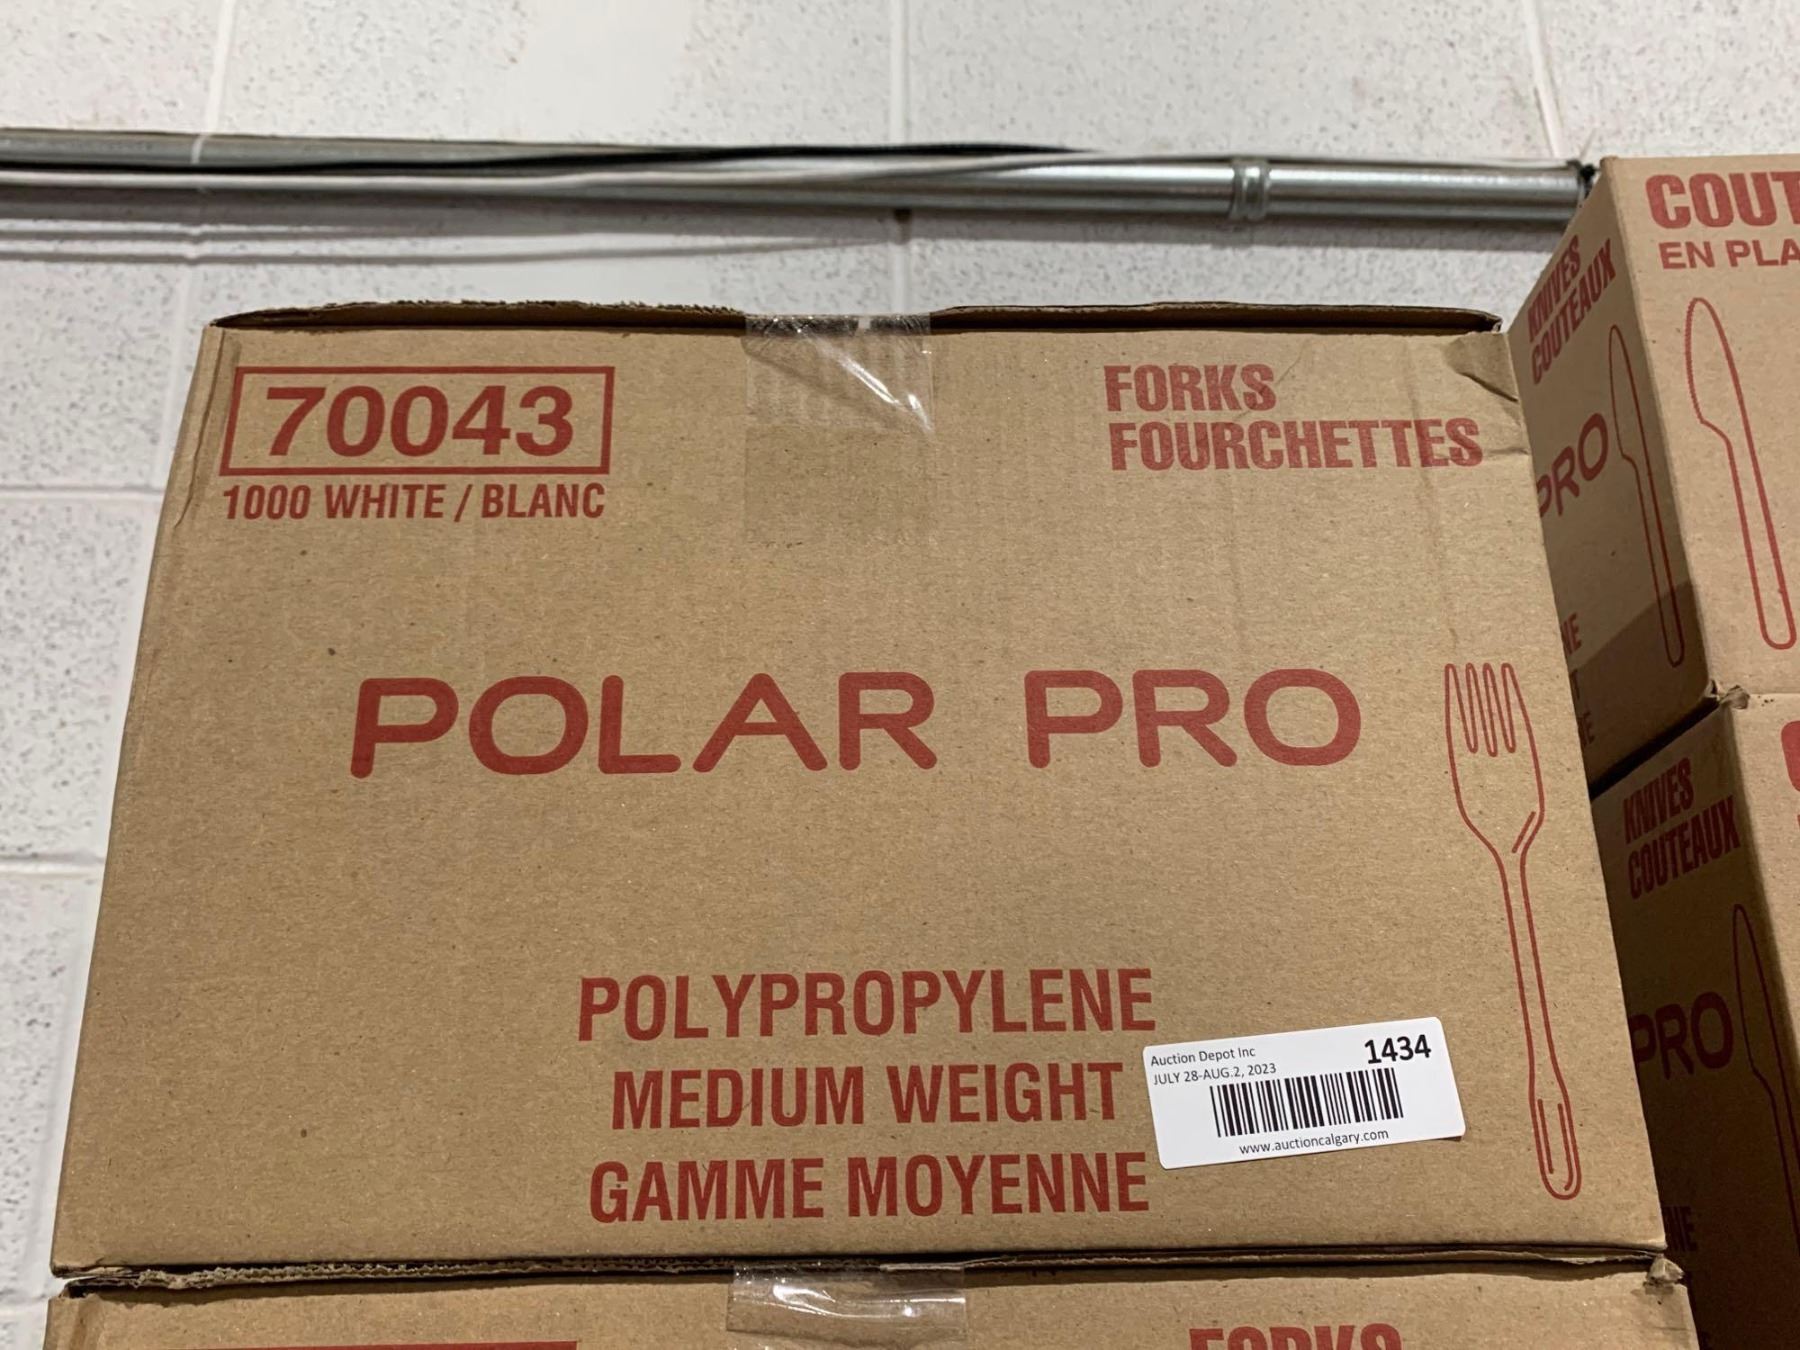 70043
1000 WHITE / BLANC
FORKS
FOURCHETTES
POLAR PRO
POLYPROPYLENE
MEDIUM WEIGHT
GAMME MOYENNE
Auction Depot Inc
1434
JULY 28-AUG.2, 2023
www.auctioncalgary.com
FORKS
KNIVES
COUTEAUX
PRO
COUT
EN PLA
KNIVES
COUTEAUX
PRO